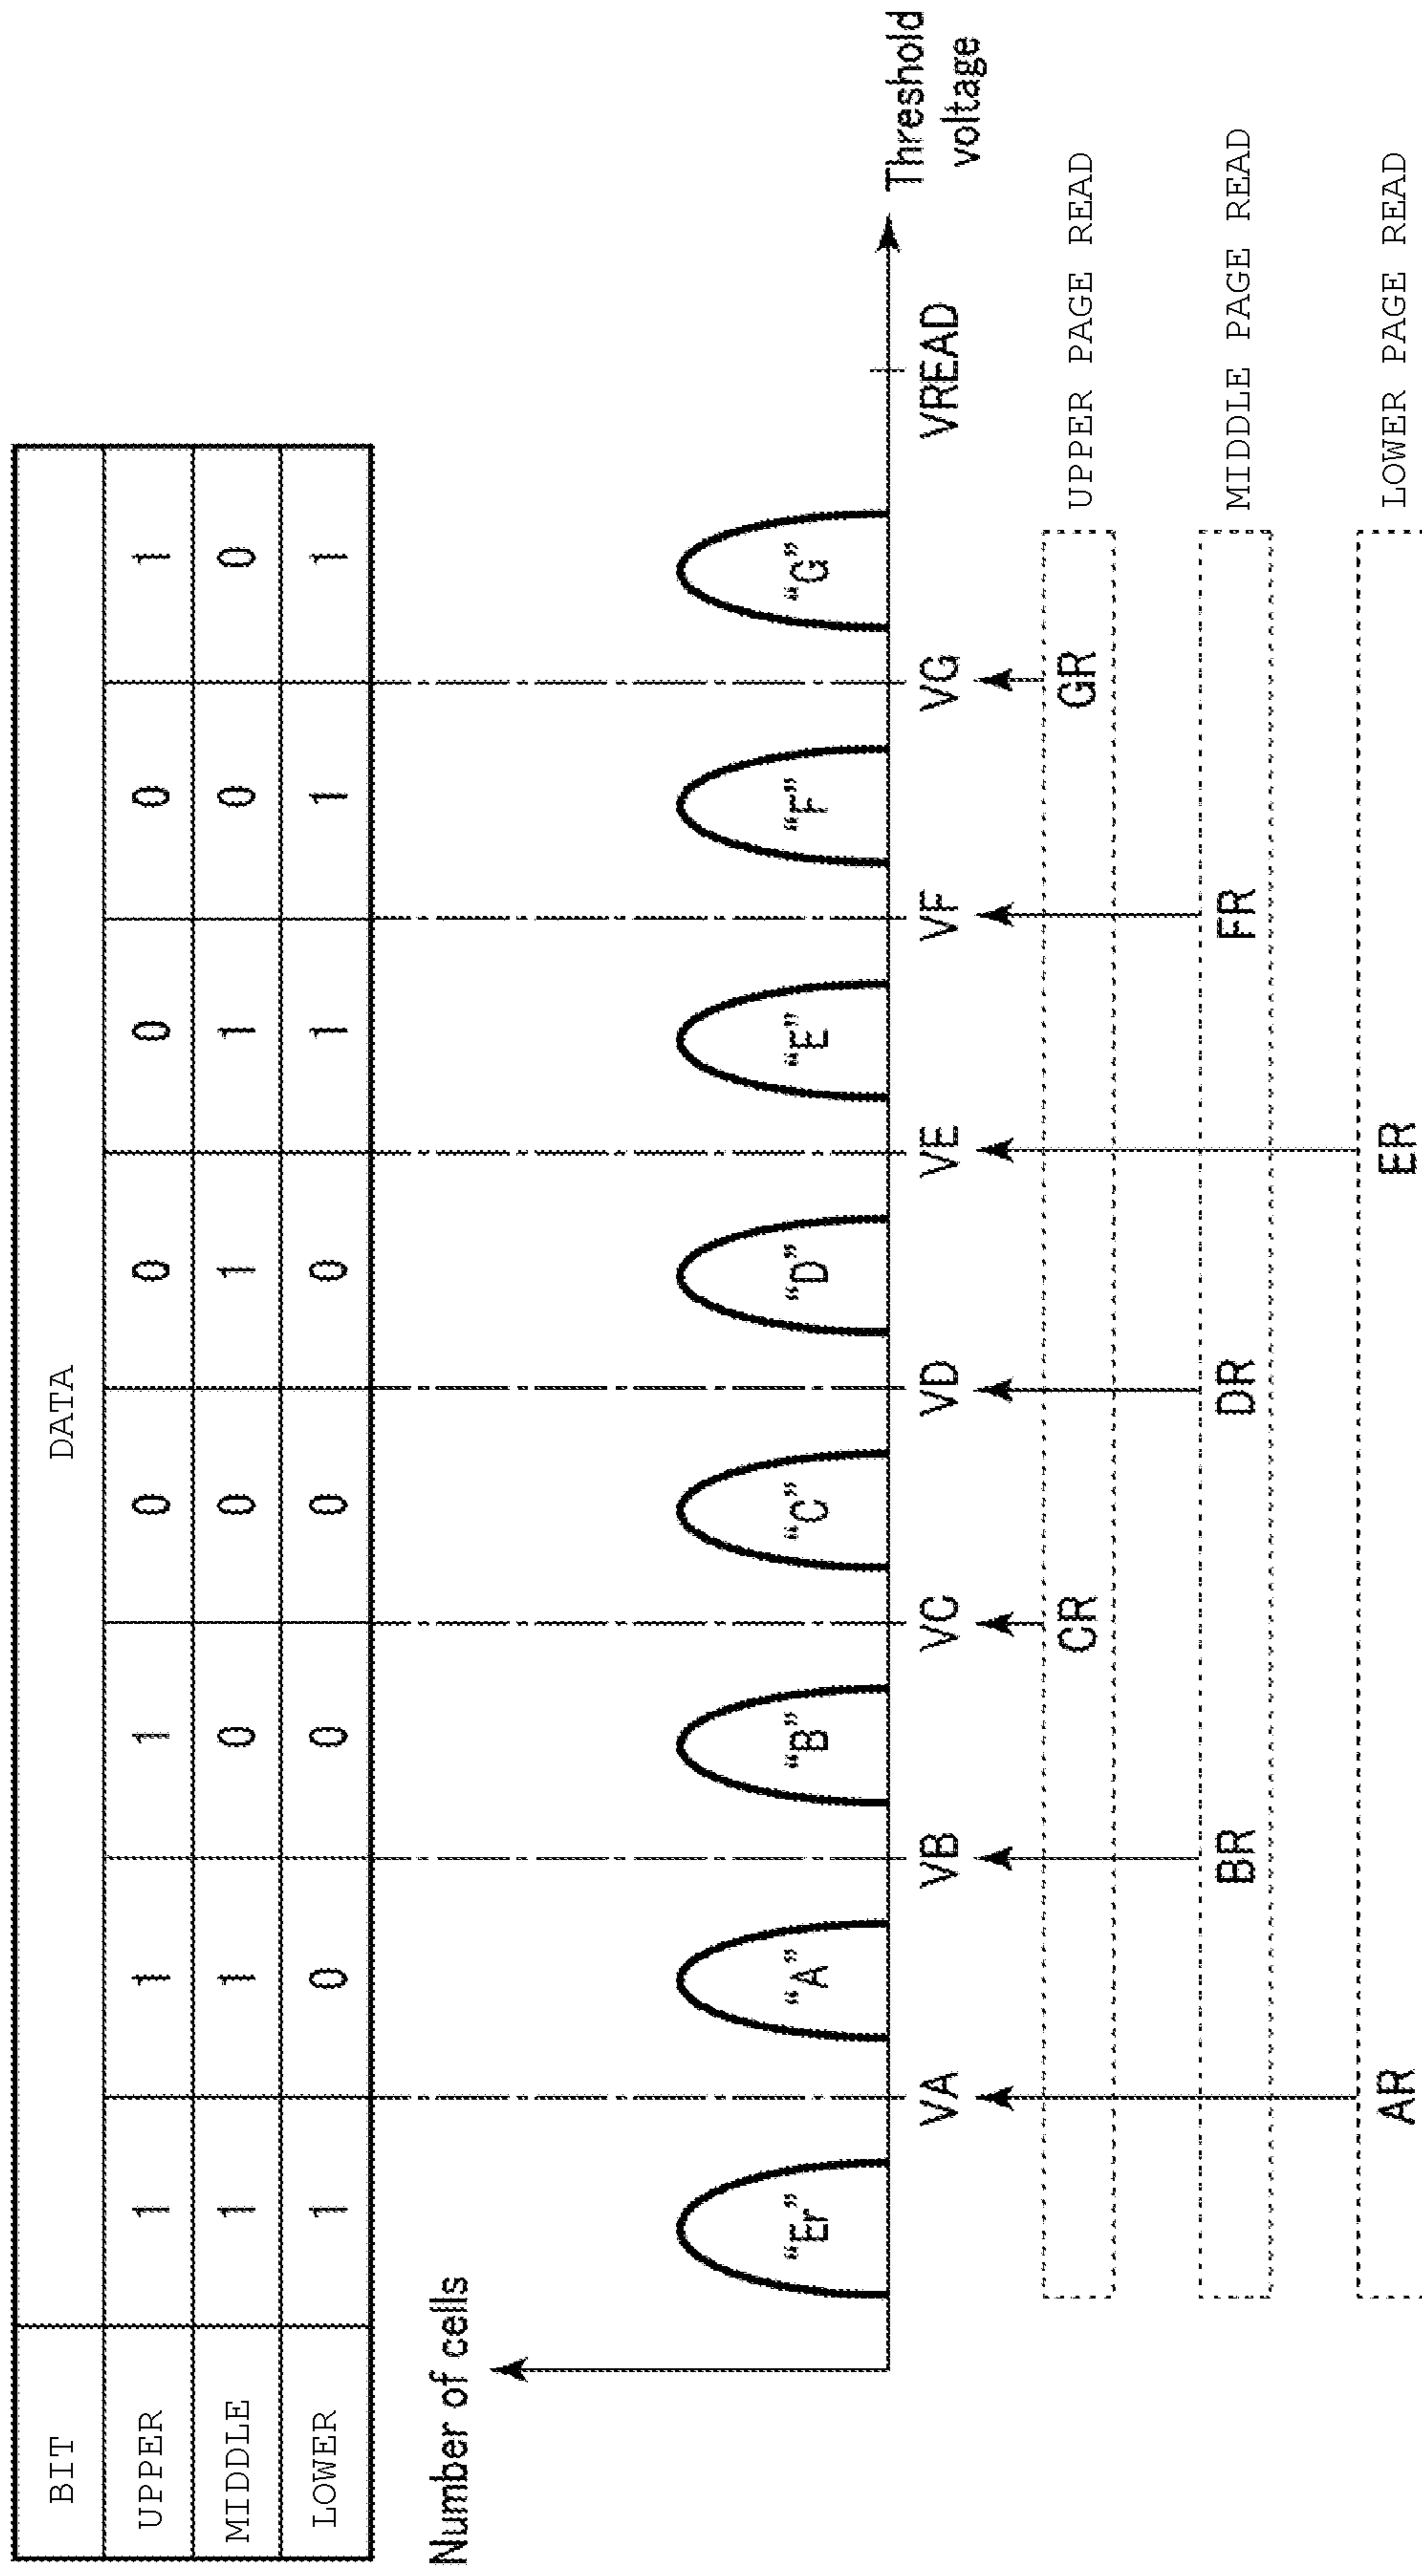 BIT DATA
UPPER 1 1 1 0 0 0 0 1
MIDDLE 1 1 0 0 1 1 0 0
LOWER 1 0 0 0 0 1 1 1
Number of cells
“Er” “A” “B” “C” “D” “E” “F” “G”
VA VB VC VD VE VF VG VREAD
Threshold
voltage
CR GR UPPER PAGE READ
BR DR FR MIDDLE PAGE READ
AR ER LOWER PAGE READ